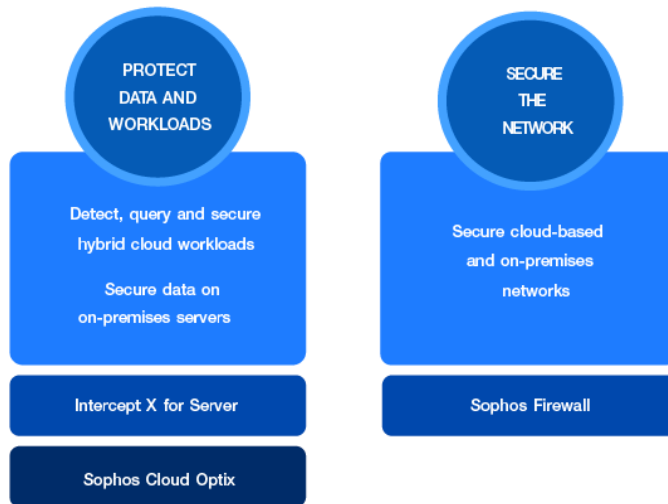 PROTECT
DATA AND
WORKLOADS
Detect, query and secure
hybrid cloud workloads
Secure data on
on-premises servers
Intercept X for Server
Sophos Cloud Optix
SECURE
THE
NETWORK
Secure cloud-based
and on-premises
networks
Sophos Firewall